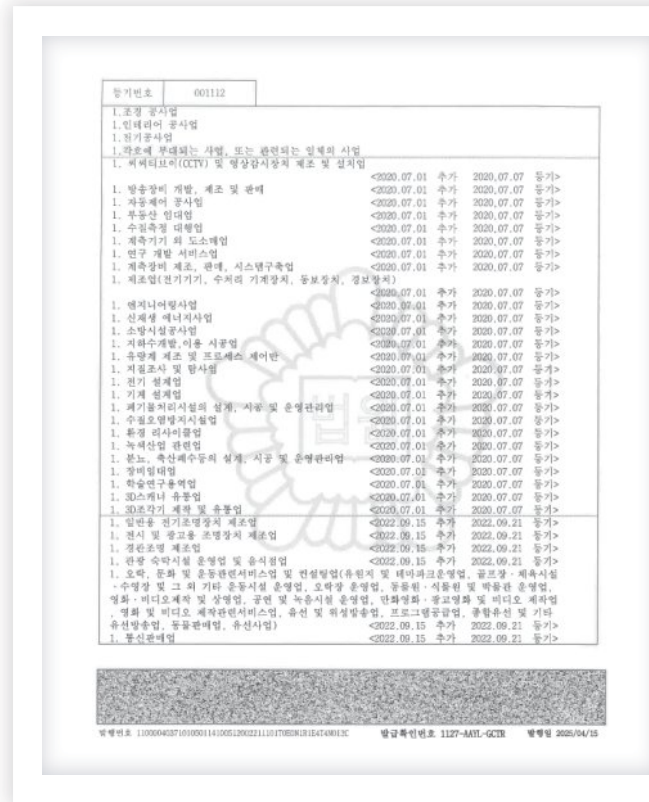 등기번호 001112
1.조경 공사업
1.인테리어 공사업
1.전기공사업
1.각호에 부대되는 사업, 또는 관련되는 일체의 사업
1. 씨씨티브이(CCTV) 및 영상감시장치 제조 및 설치업
<2020.07.01 추가 2020.07.07 등기>
1. 방송장비 개발, 제조 및 판매 <2020.07.01 추가 2020.07.07 등기>
1. 자동제어 공사업 <2020.07.01 추가 2020.07.07 등기>
1. 부동산 임대업 <2020.07.01 추가 2020.07.07 등기>
1. 수질측정 대행업 <2020.07.01 추가 2020.07.07 등기>
1. 계측기기 외 도소매업 <2020.07.01 추가 2020.07.07 등기>
1. 연구 개발 서비스업 <2020.07.01 추가 2020.07.07 등기>
1. 계측장비 제조, 판매, 시스템구축업 <2020.07.01 추가 2020.07.07 등기>
1. 제조업(전기기기, 수처리 기계장치, 동보장치, 경보장치)
<2020.07.01 추가 2020.07.07 등기>
1. 엔지니어링사업 <2020.07.01 추가 2020.07.07 등기>
1. 신재생 에너지사업 <2020.07.01 추가 2020.07.07 등기>
1. 소방시설공사업 <2020.07.01 추가 2020.07.07 등기>
1. 지하수개발,이용 시공업 <2020.07.01 추가 2020.07.07 등기>
1. 유량계 제조 및 프로세스 제어반 <2020.07.01 추가 2020.07.07 등기>
1. 지질조사 및 탐사업 <2020.07.01 추가 2020.07.07 등기>
1. 전기 설계업 <2020.07.01 추가 2020.07.07 등기>
1. 기계 설계업 <2020.07.01 추가 2020.07.07 등기>
1. 폐기물처리시설의 설계, 시공 및 운영관리업 <2020.07.01 추가 2020.07.07 등기>
1. 수질오염방지시설업 <2020.07.01 추가 2020.07.07 등기>
1. 환경 리사이클업 <2020.07.01 추가 2020.07.07 등기>
1. 녹색산업 관련업 <2020.07.01 추가 2020.07.07 등기>
1. 분뇨, 축산폐수등의 설계, 시공 및 운영관리업 <2020.07.01 추가 2020.07.07 등기>
1. 장비임대업 <2020.07.01 추가 2020.07.07 등기>
1. 학술연구용역업 <2020.07.01 추가 2020.07.07 등기>
1. 3D스캐너 유통업 <2020.07.01 추가 2020.07.07 등기>
1. 3D조각기 제작 및 유통업 <2020.07.01 추가 2020.07.07 등기>
1. 일반용 전기조명장치 제조업 <2022.09.15 추가 2022.09.21 등기>
1. 전시 및 광고용 조명장치 제조업 <2022.09.15 추가 2022.09.21 등기>
1. 경관조명 제조업 <2022.09.15 추가 2022.09.21 등기>
1. 관광 숙박시설 운영업 및 음식점업 <2022.09.15 추가 2022.09.21 등기>
1. 오락, 문화 및 운동관련서비스업 및 컨설팅업(유원지 및 테마파크운영업, 골프장·체육시설
·수영장 및 그 외 기타 운동시설 운영업, 오락장 운영업, 동물원·식물원 및 박물관 운영업,
영화·비디오제작 및 상영업, 공연 및 녹음시설 운영업, 만화영화·광고영화 및 비디오 제작업
, 영화 및 비디오 제작관련서비스업, 유선 및 위성방송업, 프로그램공급업, 종합유선 및 기타
유선방송업, 동물판매업, 유선사업) <2022.09.15 추가 2022.09.21 등기>
1. 통신판매업 <2022.09.15 추가 2022.09.21 등기>
발급확인번호 1127-AAYL-GCTR 발행일 2025/04/15